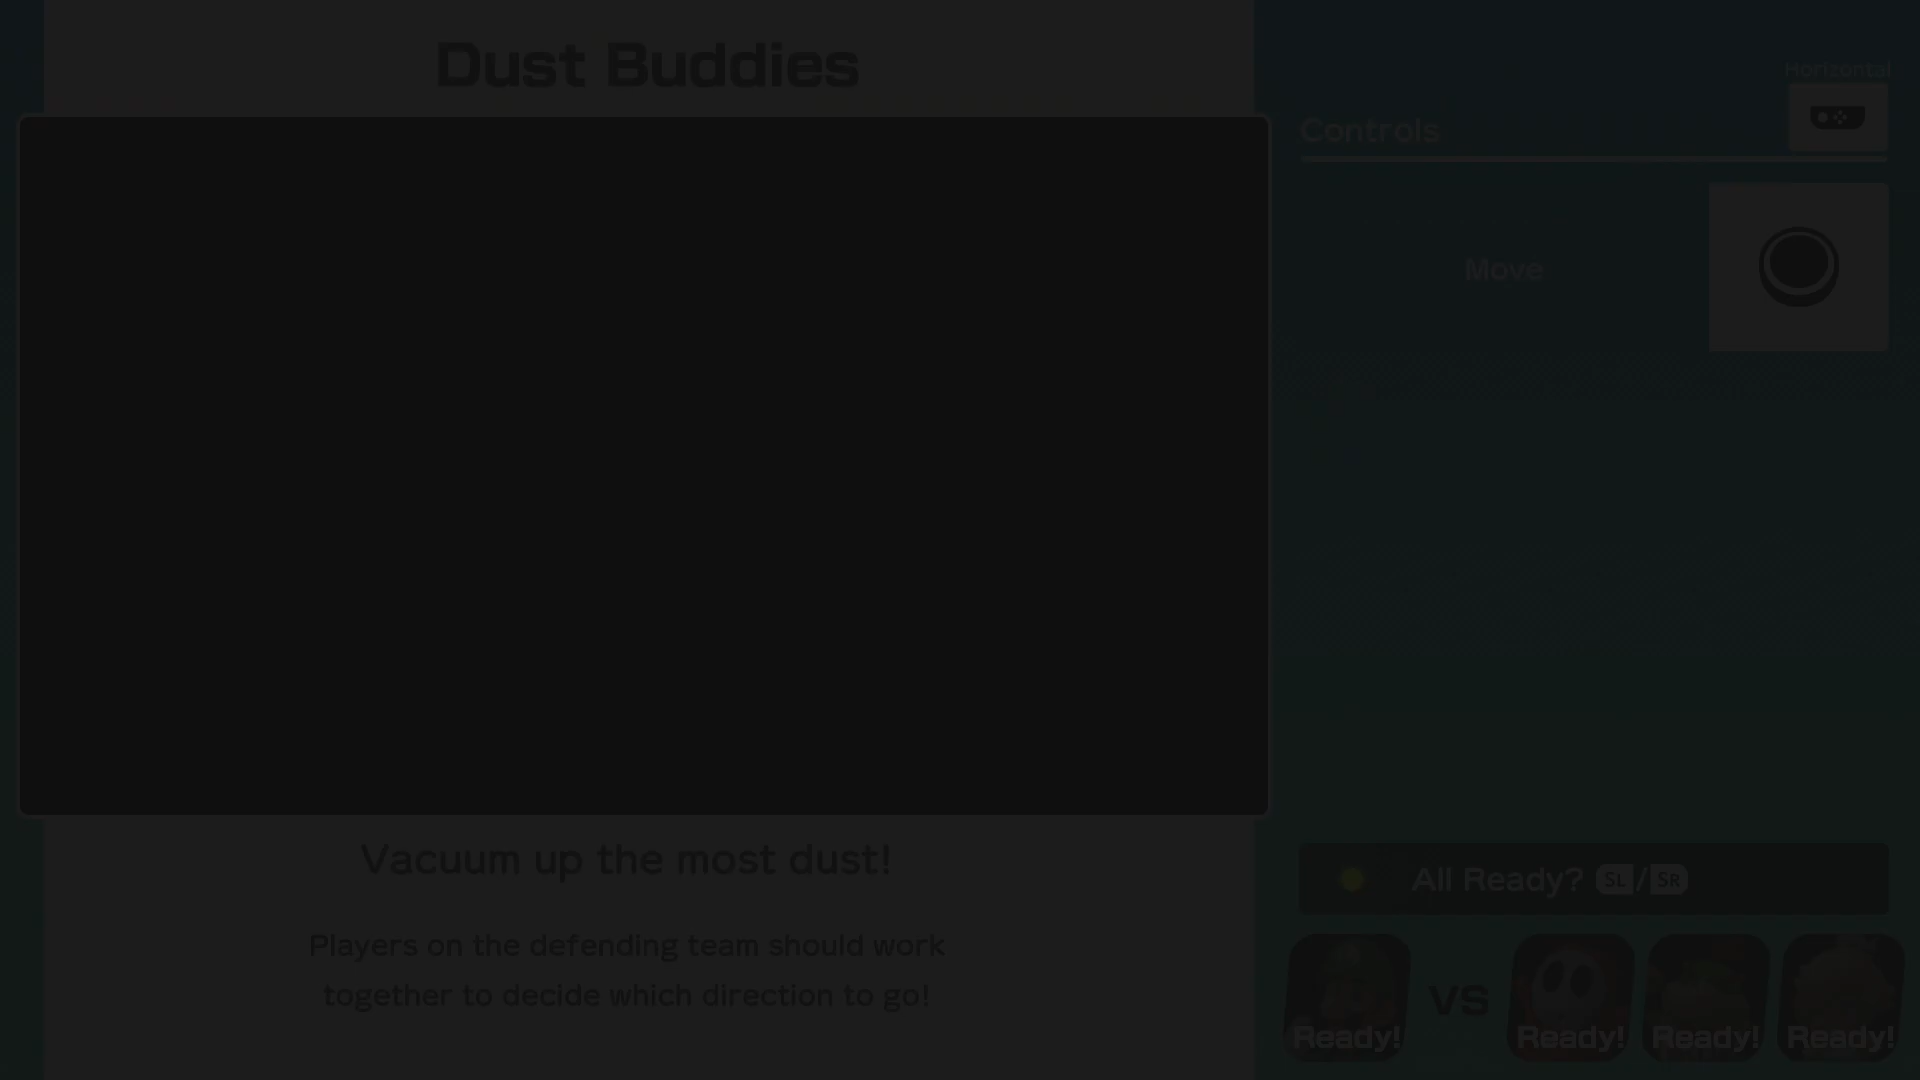 Dust Buddies
Horizontal
Controls
Move
Vacuum up the most dust!
Players on the defending team should work
together to decide which direction to go!
All Ready? SL/SR
VS
Ready! Ready! Ready! Ready!